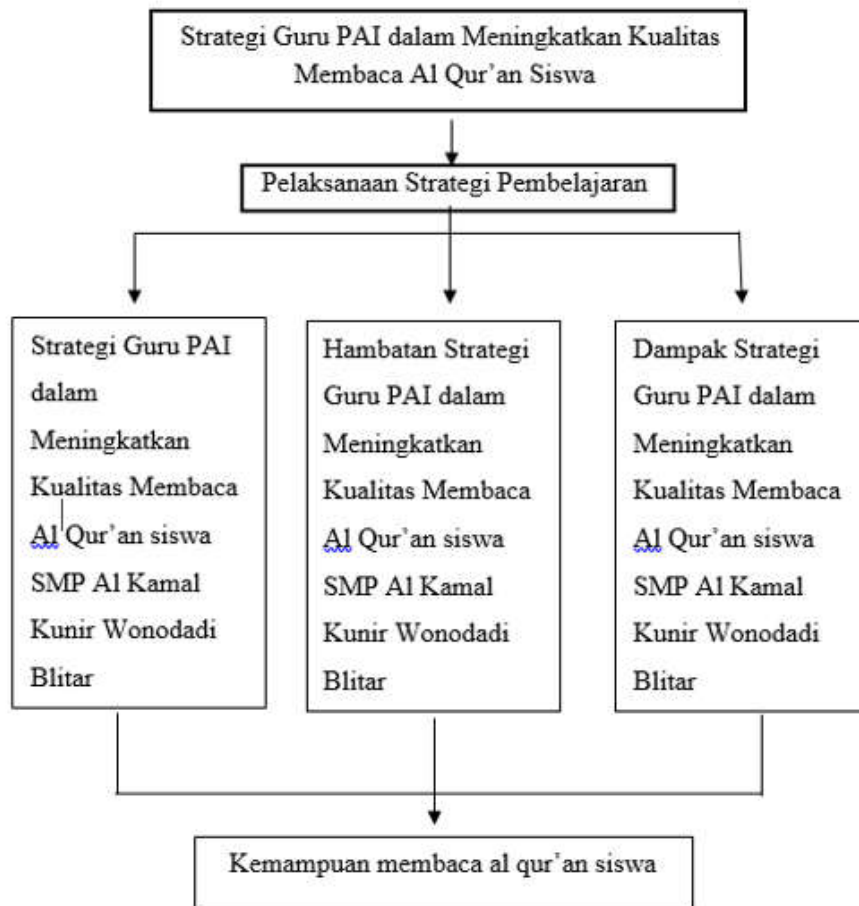 Strategi Guru PAI dalam Meningkatkan Kualitas
Membaca Al Qur’an Siswa
Pelaksanaan Strategi Pembelajaran
Strategi Guru PAI
dalam
Meningkatkan
Kualitas Membaca
Al Qur’an siswa
SMP Al Kamal
Kunir Wonodadi
Blitar
Hambatan Strategi
Guru PAI dalam
Meningkatkan
Kualitas Membaca
Al Qur’an siswa
SMP Al Kamal
Kunir Wonodadi
Blitar
Dampak Strategi
Guru PAI dalam
Meningkatkan
Kualitas Membaca
Al Qur’an siswa
SMP Al Kamal
Kunir Wonodadi
Blitar
Kemampuan membaca al qur’an siswa